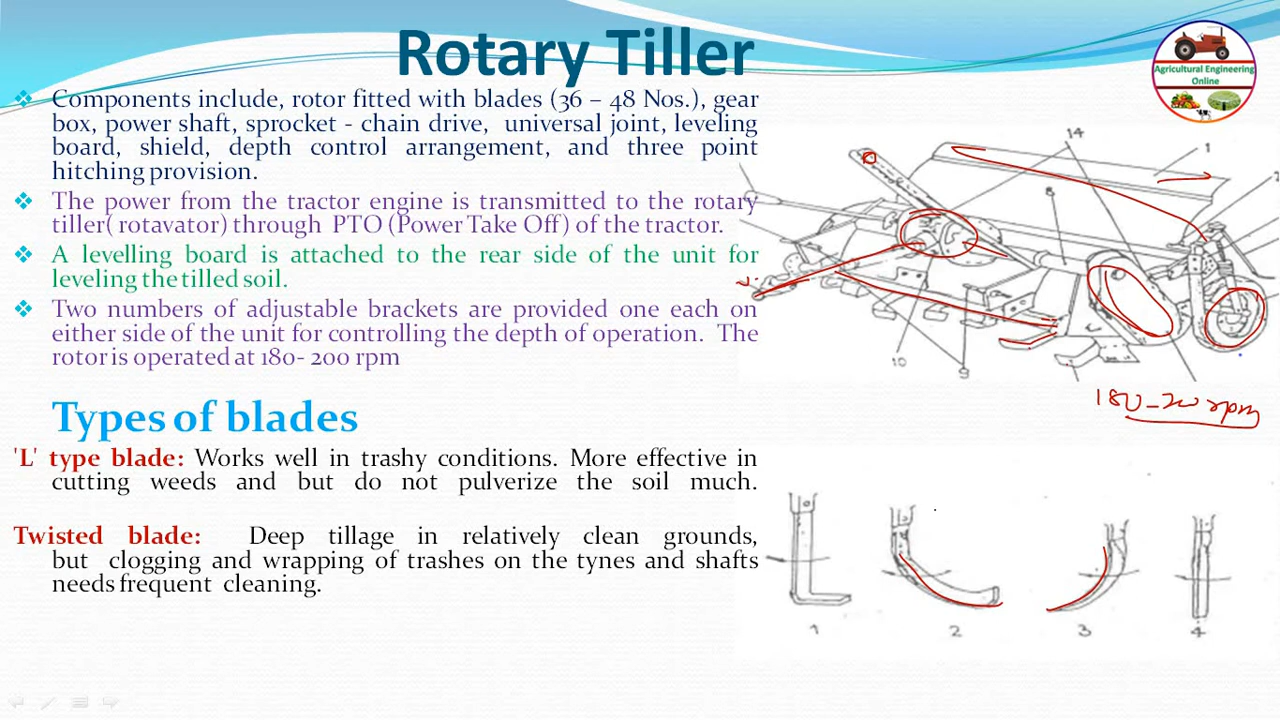 Rotary Tiller
Agricultural Engineering
Online
❖ Components include, rotor fitted with blades (36 – 48 Nos.), gear
box, power shaft, sprocket - chain drive, universal joint, leveling
board, shield, depth control arrangement, and three point
hitching provision.
❖ The power from the tractor engine is transmitted to the rotary
tiller( rotavator) through PTO (Power Take Off) of the tractor.
❖ A levelling board is attached to the rear side of the unit for
leveling the tilled soil.
❖ Two numbers of adjustable brackets are provided one each on
either side of the unit for controlling the depth of operation. The
rotor is operated at 180- 200 rpm
Types of blades
'L' type blade: Works well in trashy conditions. More effective in
cutting weeds and but do not pulverize the soil much.
Twisted blade: Deep tillage in relatively clean grounds,
but clogging and wrapping of trashes on the tynes and shafts
needs frequent cleaning.
14
1
10
9
rpm
1
2
3
4